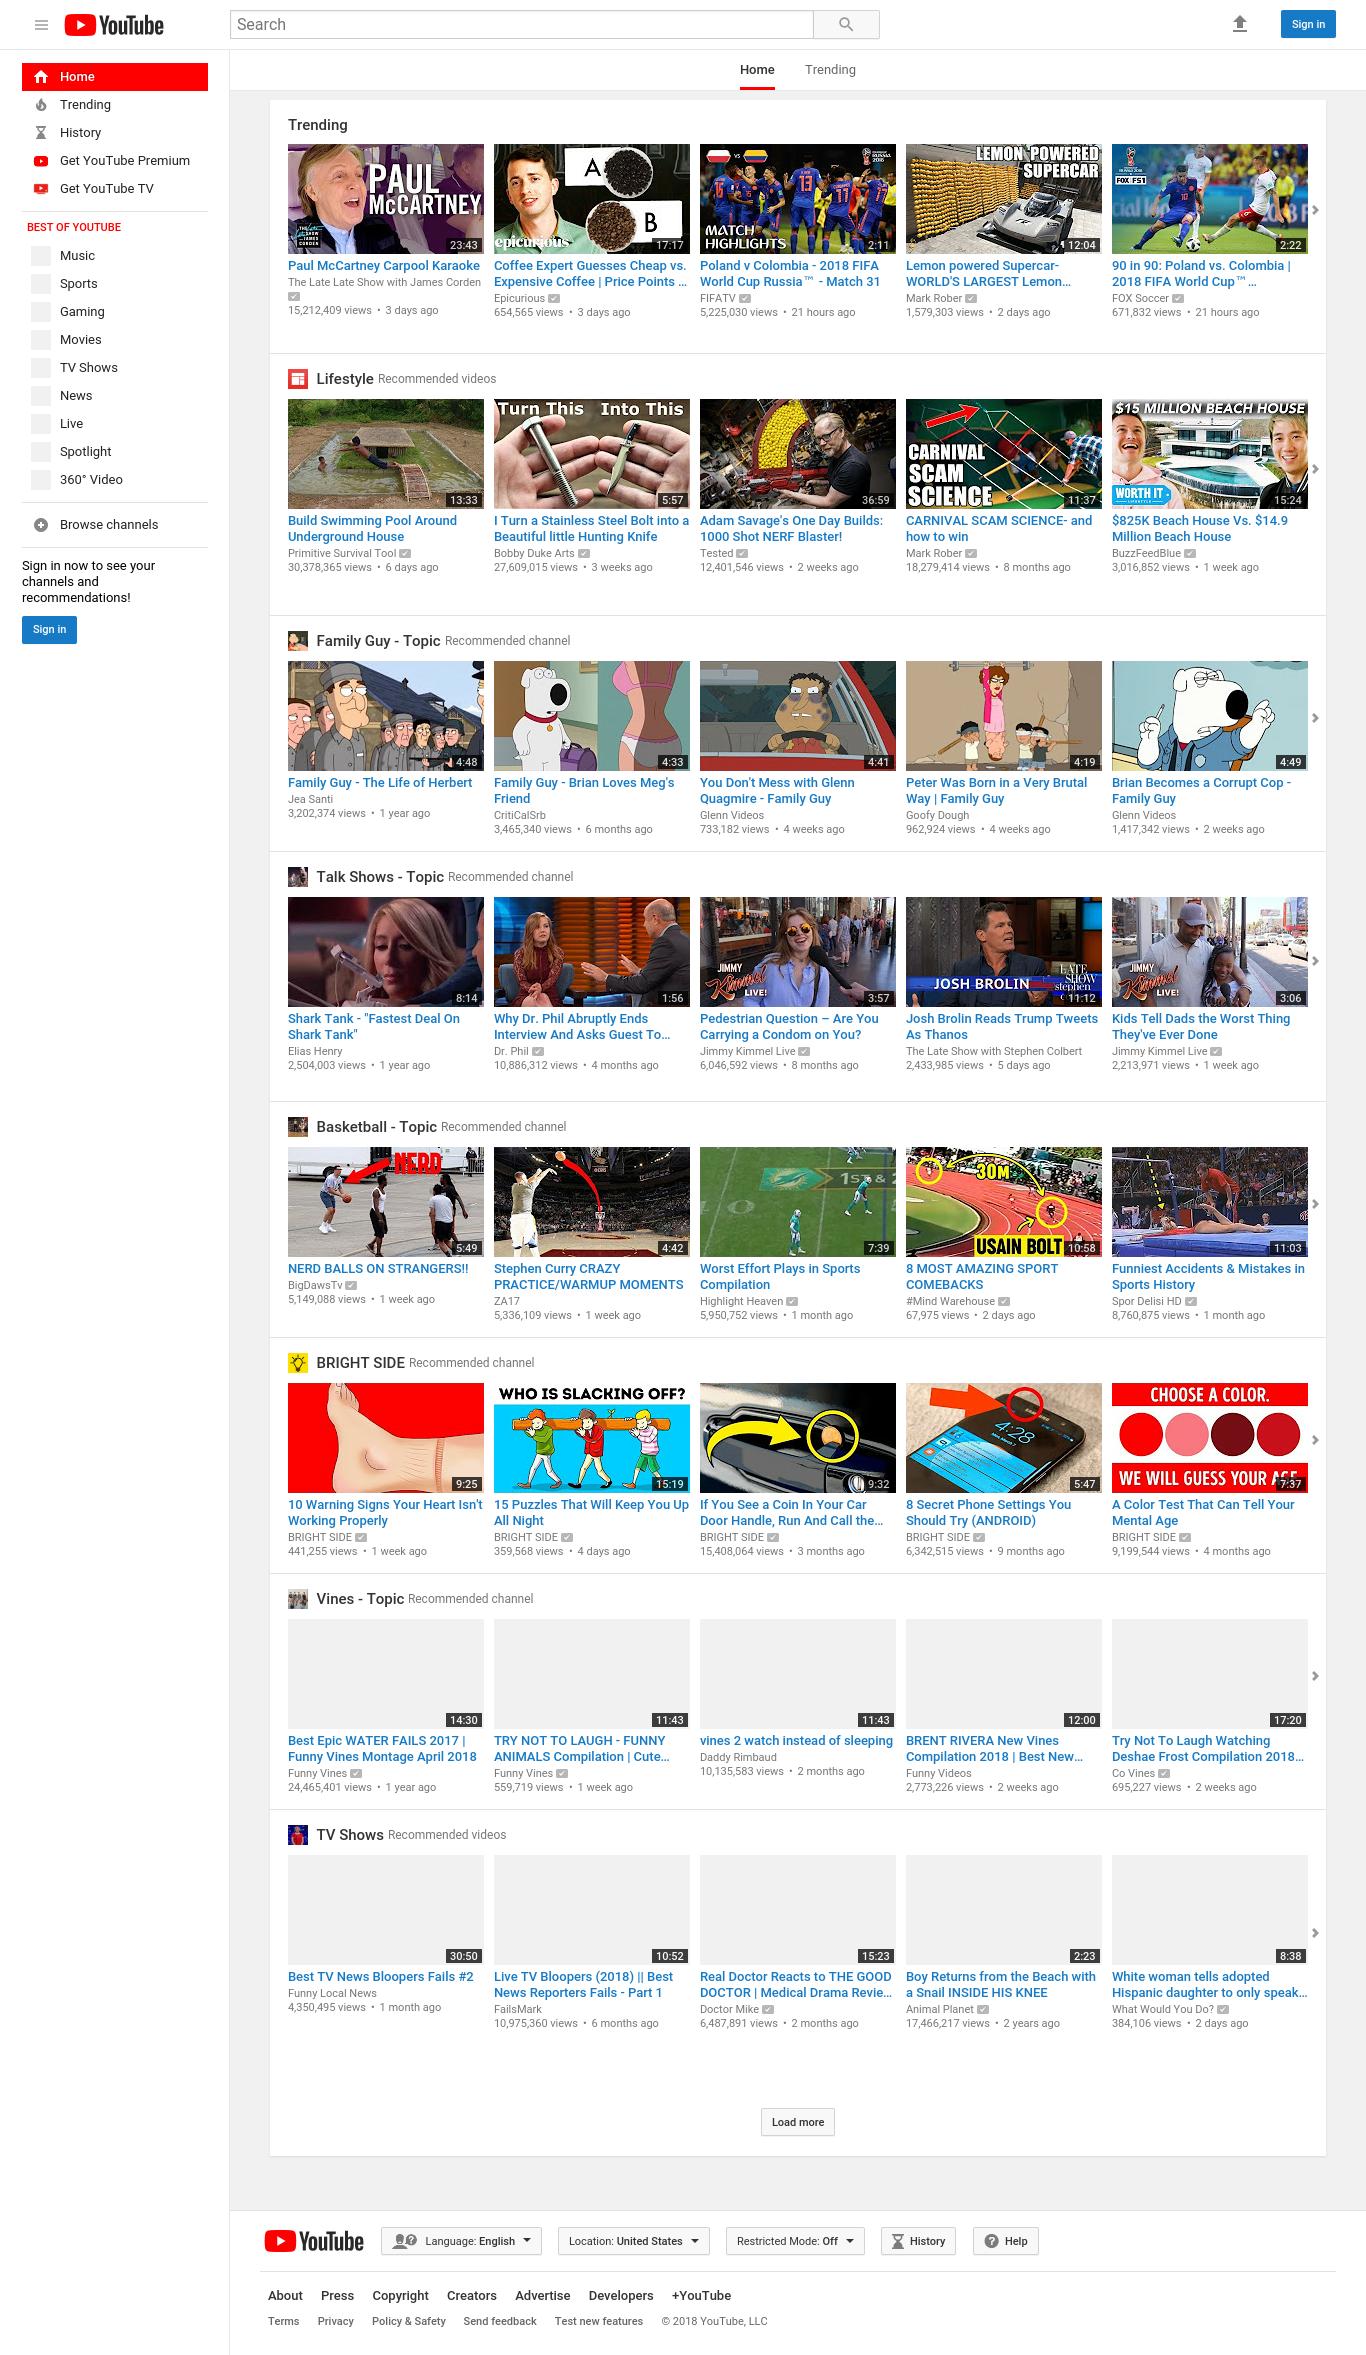 YouTube
Search
Sign in
Home
Trending
History
Get YouTube Premium
Get YouTube TV
BEST OF YOUTUBE
Music
Sports
Gaming
Movies
TV Shows
News
Live
Spotlight
360° Video
Browse channels
Sign in now to see your
channels and
recommendations!
Sign in
Home Trending
Trending
PAUL
McCARTNEY
23:43
A
B
epicurious
17:17
VS
MATCH
HIGHLIGHTS
2:11
LEMON POWERED
SUPERCAR
12:04
FOX FS1
2:22
Paul McCartney Carpool Karaoke
The Late Late Show with James Corden
15,212,409 views • 3 days ago
Coffee Expert Guesses Cheap vs.
Expensive Coffee | Price Points ...
Epicurious
654,565 views • 3 days ago
Poland v Colombia - 2018 FIFA
World Cup Russia™ - Match 31
FIFATV
5,225,030 views • 21 hours ago
Lemon powered Supercar-
WORLD'S LARGEST Lemon...
Mark Rober
1,579,303 views • 2 days ago
90 in 90: Poland vs. Colombia |
2018 FIFA World Cup™ ...
FOX Soccer
671,832 views • 21 hours ago
Lifestyle Recommended videos
13:33
Turn This Into This
5:57
36:59
CARNIVAL
SCAM
SCIENCE
11:37
$15 MILLION BEACH HOUSE
WORTH IT
15:24
Build Swimming Pool Around
Underground House
Primitive Survival Tool
30,378,365 views • 6 days ago
I Turn a Stainless Steel Bolt into a
Beautiful little Hunting Knife
Bobby Duke Arts
27,609,015 views • 3 weeks ago
Adam Savage's One Day Builds:
1000 Shot NERF Blaster!
Tested
12,401,546 views • 2 weeks ago
CARNIVAL SCAM SCIENCE- and
how to win
Mark Rober
18,279,414 views • 8 months ago
$825K Beach House Vs. $14.9
Million Beach House
BuzzFeedBlue
3,016,852 views • 1 week ago
Family Guy - Topic Recommended channel
4:48
4:33
4:41
4:19
4:49
Family Guy - The Life of Herbert
Jea Santi
3,202,374 views • 1 year ago
Family Guy - Brian Loves Meg's
Friend
CritiCalSrb
3,465,340 views • 6 months ago
You Don't Mess with Glenn
Quagmire - Family Guy
Glenn Videos
733,182 views • 4 weeks ago
Peter Was Born in a Very Brutal
Way | Family Guy
Goofy Dough
962,924 views • 4 weeks ago
Brian Becomes a Corrupt Cop -
Family Guy
Glenn Videos
1,417,342 views • 2 weeks ago
Talk Shows - Topic Recommended channel
8:14
1:56
JIMMY
Kimmel
LIVE!
3:57
JOSH BROLIN
LATE
SHOW
stephen
11:12
JIMMY
Kimmel
LIVE!
3:06
Shark Tank - "Fastest Deal On
Shark Tank"
Elias Henry
2,504,003 views • 1 year ago
Why Dr. Phil Abruptly Ends
Interview And Asks Guest To...
Dr. Phil
10,886,312 views • 4 months ago
Pedestrian Question – Are You
Carrying a Condom on You?
Jimmy Kimmel Live
6,046,592 views • 8 months ago
Josh Brolin Reads Trump Tweets
As Thanos
The Late Show with Stephen Colbert
2,433,985 views • 5 days ago
Kids Tell Dads the Worst Thing
They've Ever Done
Jimmy Kimmel Live
2,213,971 views • 1 week ago
Basketball - Topic Recommended channel
NERD
5:49
4:42
1ST & 2
7:39
30M
USAIN BOLT
10:58
11:03
NERD BALLS ON STRANGERS!!
BigDawsTv
5,149,088 views • 1 week ago
Stephen Curry CRAZY
PRACTICE/WARMUP MOMENTS
ZA17
5,336,109 views • 1 week ago
Worst Effort Plays in Sports
Compilation
Highlight Heaven
5,950,752 views • 1 month ago
8 MOST AMAZING SPORT
COMEBACKS
#Mind Warehouse
67,975 views • 2 days ago
Funniest Accidents & Mistakes in
Sports History
Spor Delisi HD
8,760,875 views • 1 month ago
BRIGHT SIDE Recommended channel
9:25
WHO IS SLACKING OFF?
15:19
9:32
4:28
5:47
CHOOSE A COLOR.
WE WILL GUESS YOUR AGE
7:37
10 Warning Signs Your Heart Isn't
Working Properly
BRIGHT SIDE
441,255 views • 1 week ago
15 Puzzles That Will Keep You Up
All Night
BRIGHT SIDE
359,568 views • 4 days ago
If You See a Coin In Your Car
Door Handle, Run And Call the...
BRIGHT SIDE
15,408,064 views • 3 months ago
8 Secret Phone Settings You
Should Try (ANDROID)
BRIGHT SIDE
6,342,515 views • 9 months ago
A Color Test That Can Tell Your
Mental Age
BRIGHT SIDE
9,199,544 views • 4 months ago
Vines - Topic Recommended channel
14:30
11:43
11:43
12:00
17:20
Best Epic WATER FAILS 2017 |
Funny Vines Montage April 2018
Funny Vines
24,465,401 views • 1 year ago
TRY NOT TO LAUGH - FUNNY
ANIMALS Compilation | Cute...
Funny Vines
559,719 views • 1 week ago
vines 2 watch instead of sleeping
Daddy Rimbaud
10,135,583 views • 2 months ago
BRENT RIVERA New Vines
Compilation 2018 | Best New...
Funny Videos
2,773,226 views • 2 weeks ago
Try Not To Laugh Watching
Deshae Frost Compilation 2018...
Co Vines
695,227 views • 2 weeks ago
TV Shows Recommended videos
30:50
10:52
15:23
2:23
8:38
Best TV News Bloopers Fails #2
Funny Local News
4,350,495 views • 1 month ago
Live TV Bloopers (2018) || Best
News Reporters Fails - Part 1
FailsMark
10,975,360 views • 6 months ago
Real Doctor Reacts to THE GOOD
DOCTOR | Medical Drama Revie...
Doctor Mike
6,487,891 views • 2 months ago
Boy Returns from the Beach with
a Snail INSIDE HIS KNEE
Animal Planet
17,466,217 views • 2 years ago
White woman tells adopted
Hispanic daughter to only speak...
What Would You Do?
384,106 views • 2 days ago
Load more
YouTube Language: English Location: United States Restricted Mode: Off History Help
About Press Copyright Creators Advertise Developers +YouTube
Terms Privacy Policy & Safety Send feedback Test new features © 2018 YouTube, LLC